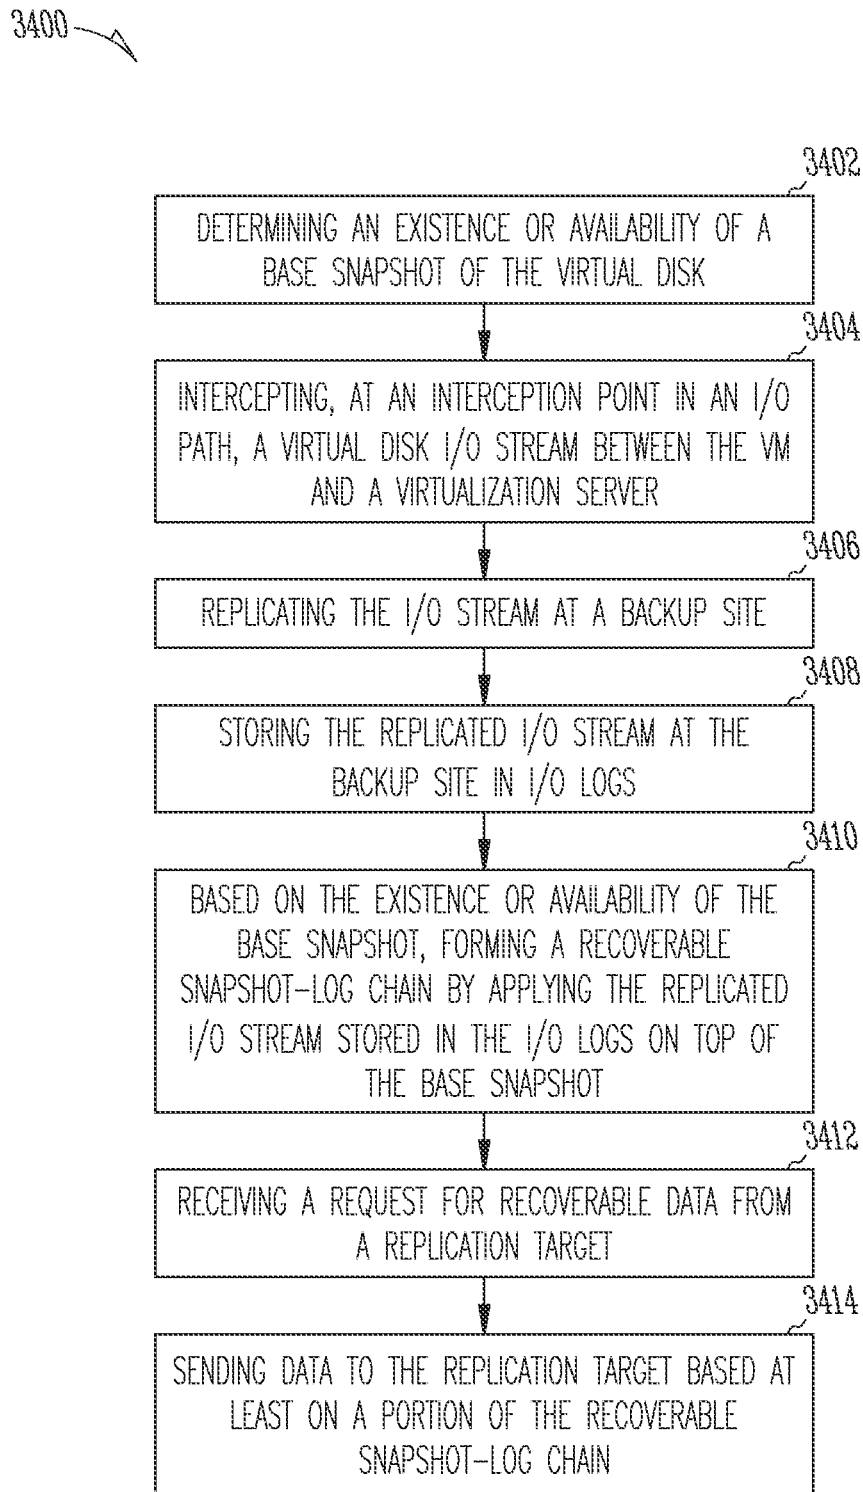 3400
3402
DETERMINING AN EXISTENCE OR AVAILABILITY OF A
BASE SNAPSHOT OF THE VIRTUAL DISK
3404
INTERCEPTING, AT AN INTERCEPTION POINT IN AN I/O
PATH, A VIRTUAL DISK I/O STREAM BETWEEN THE VM
AND A VIRTUALIZATION SERVER
3406
REPLICATING THE I/O STREAM AT A BACKUP SITE
3408
STORING THE REPLICATED I/O STREAM AT THE
BACKUP SITE IN I/O LOGS
3410
BASED ON THE EXISTENCE OR AVAILABILITY OF THE
BASE SNAPSHOT, FORMING A RECOVERABLE
SNAPSHOT-LOG CHAIN BY APPLYING THE REPLICATED
I/O STREAM STORED IN THE I/O LOGS ON TOP OF
THE BASE SNAPSHOT
3412
RECEIVING A REQUEST FOR RECOVERABLE DATA FROM
A REPLICATION TARGET
3414
SENDING DATA TO THE REPLICATION TARGET BASED AT
LEAST ON A PORTION OF THE RECOVERABLE
SNAPSHOT-LOG CHAIN